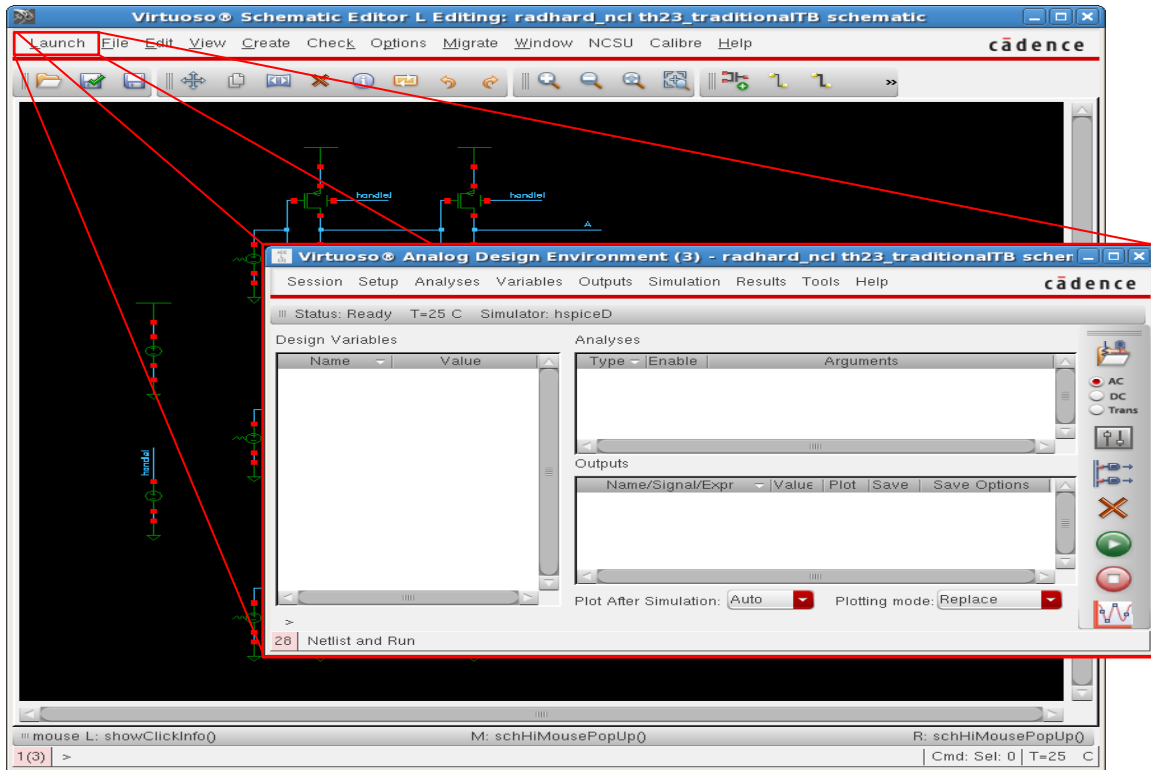 Virtuoso® Schematic Editor L Editing: radhard_ncl th23_traditionalTB schematic
Launch File Edit View Create Check Options Migrate Window NCSU Calibre Help cādence
»
handlel handlel
A
Virtuoso® Analog Design Environment (3) - radhard_ncl th23_traditionalTB scher
Session Setup Analyses Variables Outputs Simulation Results Tools Help cādence
Status: Ready T=25 C Simulator: hspiceD
Design Variables Analyses
Name Value Type Enable Arguments
AC
DC
Trans
handlel
Outputs
Name/Signal/Expr Value Plot Save Save Options
Plot After Simulation: Auto Plotting mode: Replace
>
28 Netlist and Run
mouse L: showClickInfo() M: schHiMousePopUp() R: schHiMousePopUp()
1(3) > Cmd: Sel: 0 T=25 C